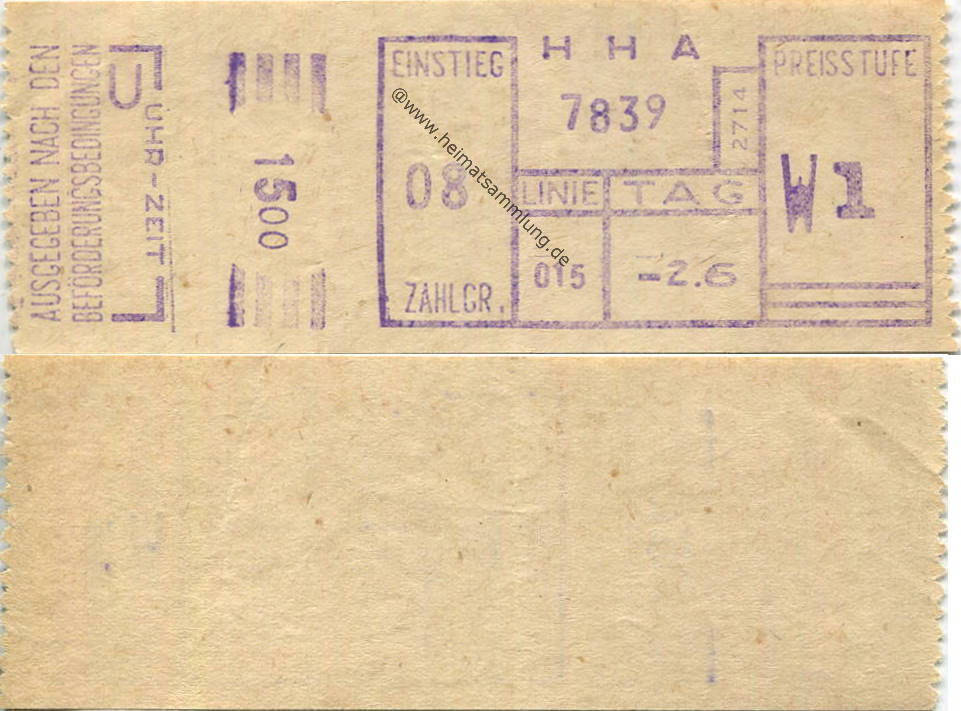 AUSGEGEBEN NACH DEN
BEFÖRDERUNGSBEDINGUNGEN
U
UHR-ZEIT
1500
EINSTIEG
08
ZAHLGR.
H H A
7839
2714
LINIE TAG
015 -2.6
PREISSTUFE
W1
@www.heimatsammlung.de